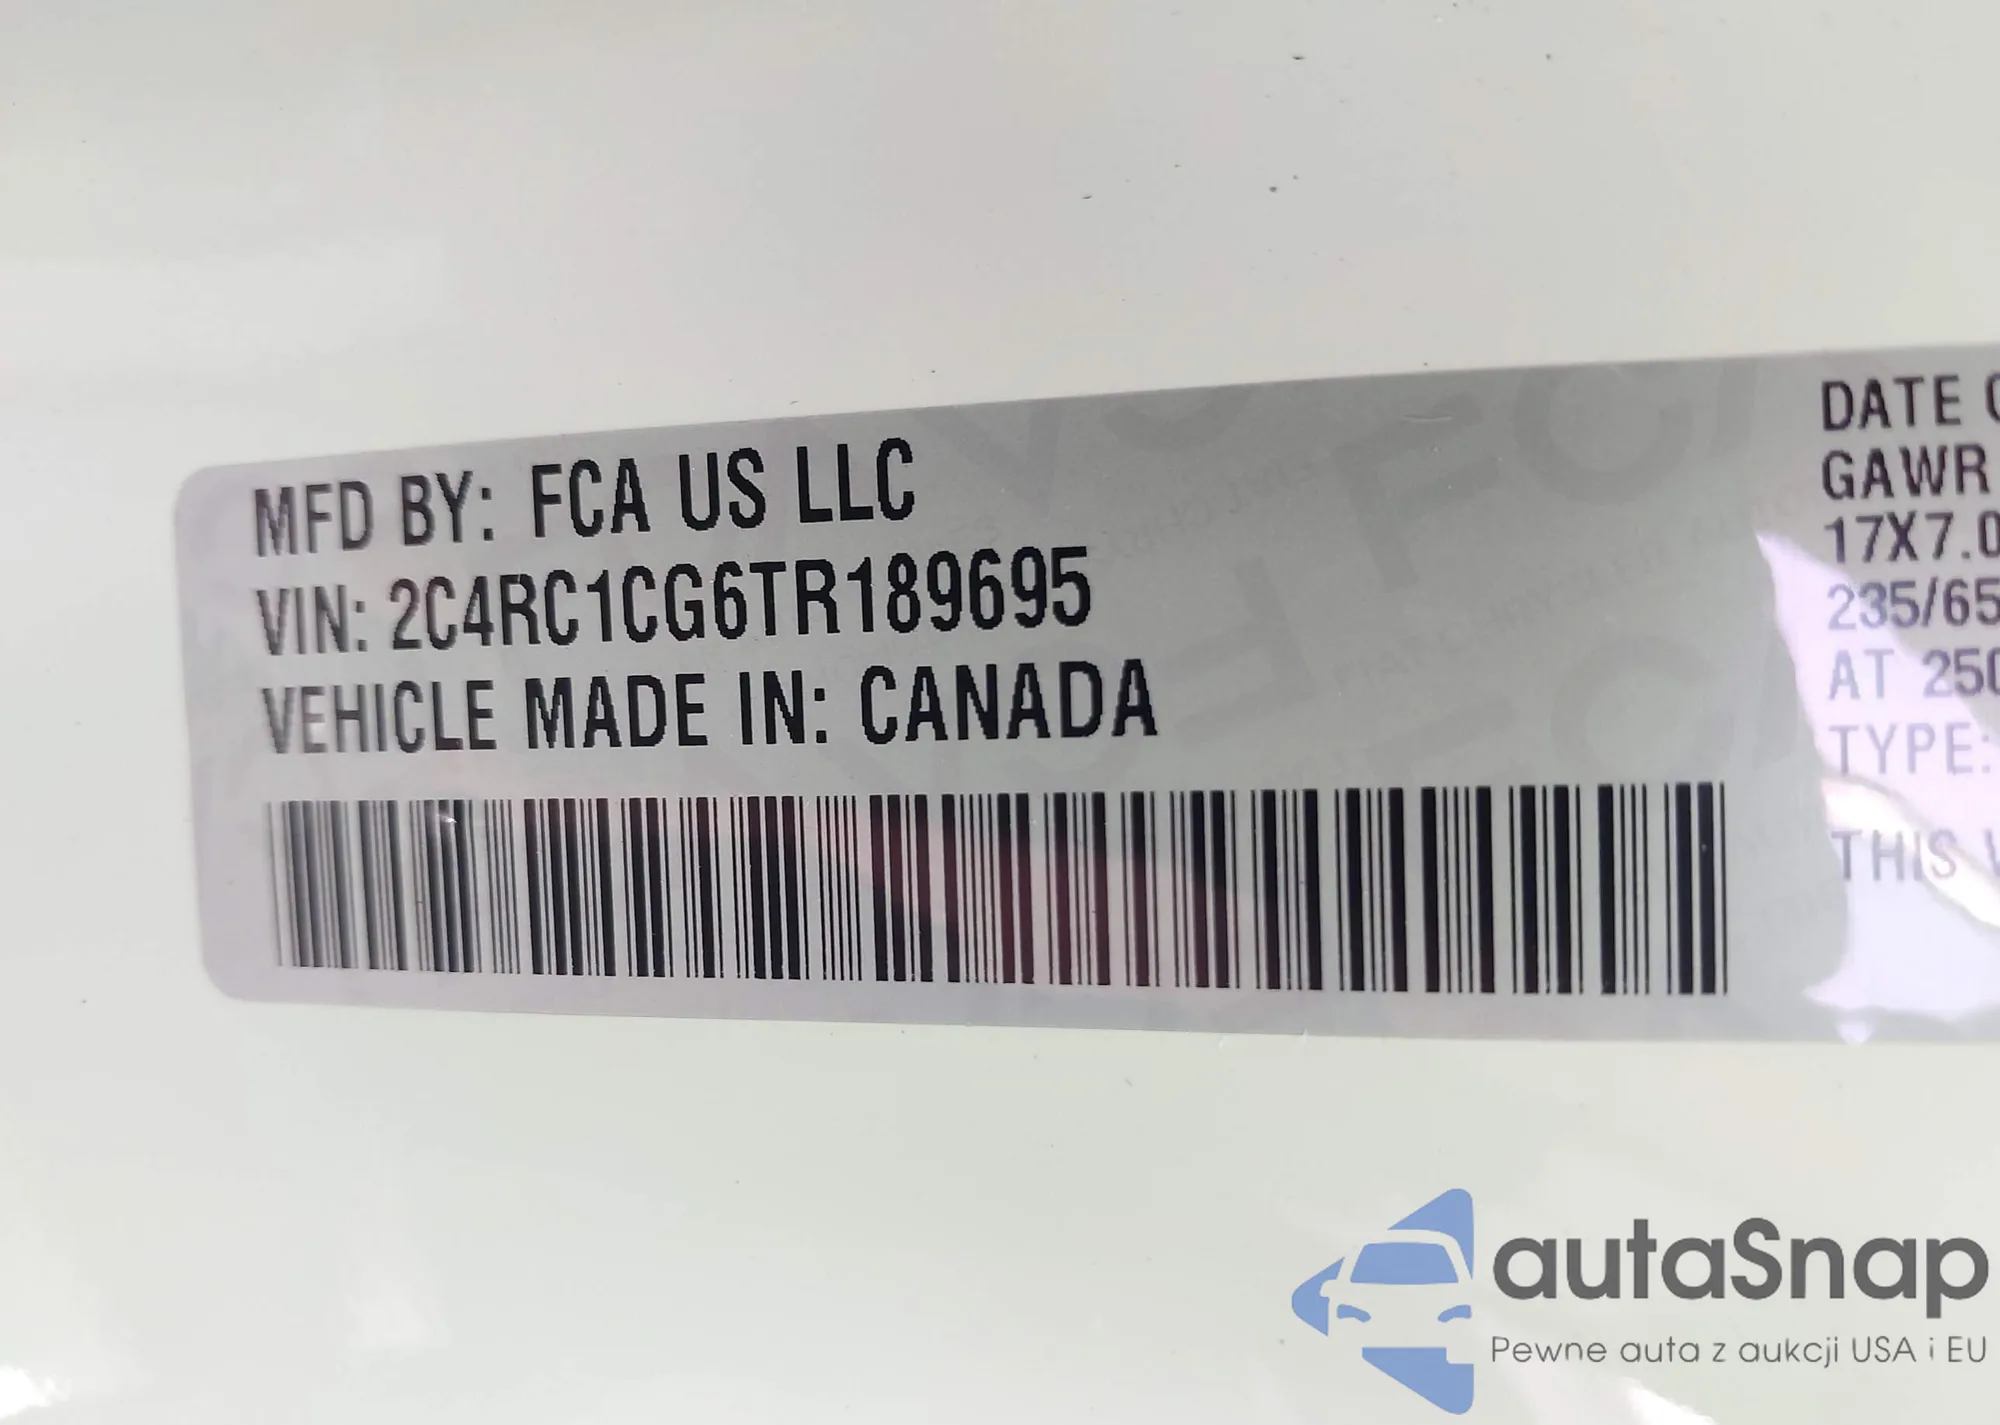 MFD BY: FCA US LLC
VIN: 2C4RC1CG6TR189695
VEHICLE MADE IN: CANADA
DATE
GAWR
17X7.0
235/65
AT 250
TYPE:
THIS
autaSnap
Pewne auta z aukcji USA i EU